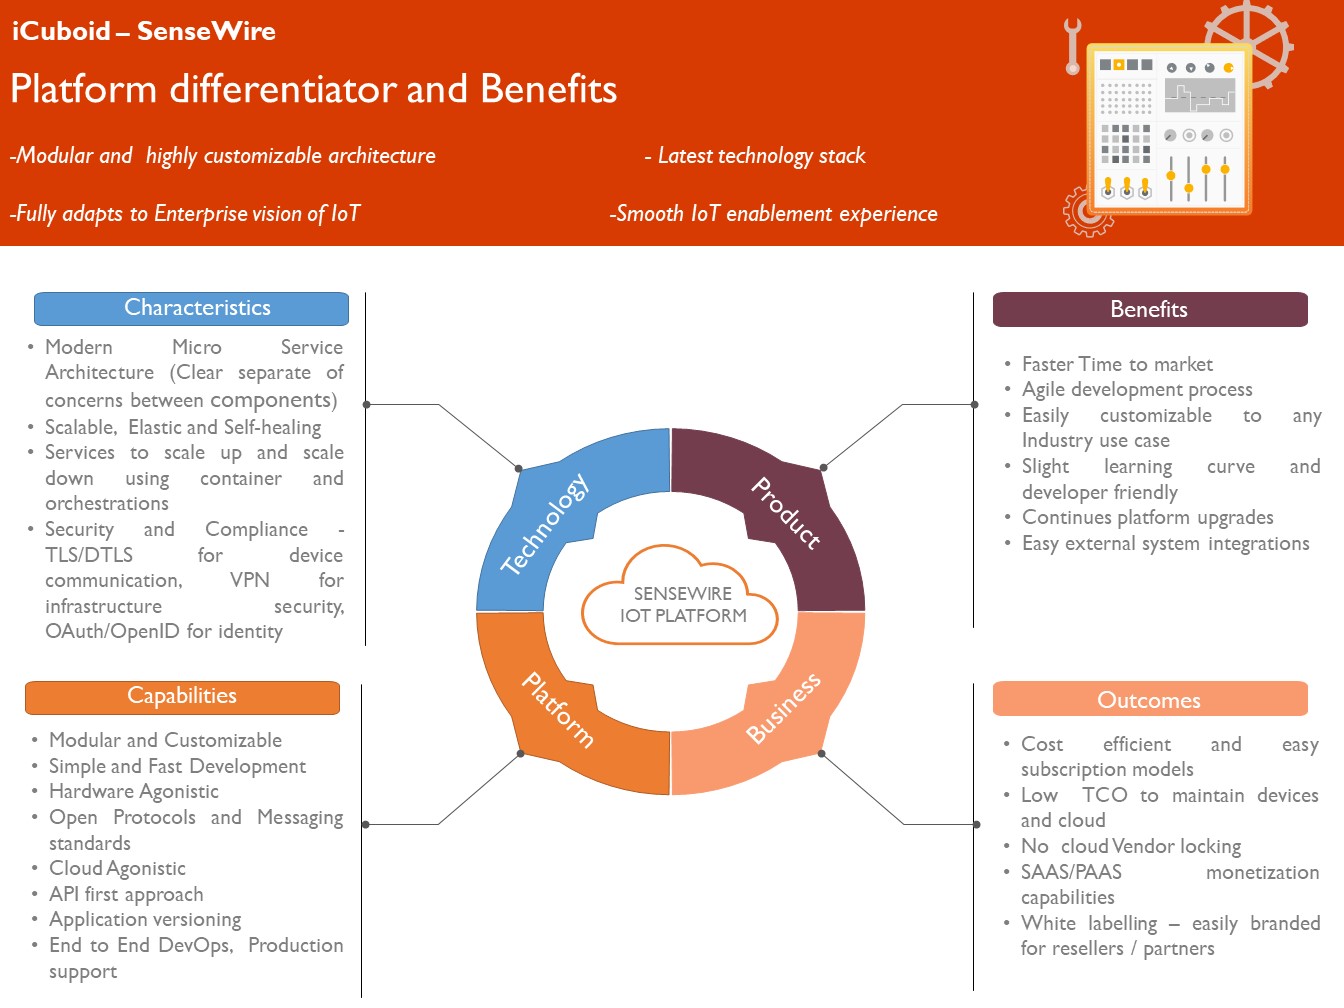 iCuboid – SenseWire
Platform differentiator and Benefits
-Modular and highly customizable architecture
- Latest technology stack
-Fully adapts to Enterprise vision of IoT
-Smooth IoT enablement experience
Characteristics
• Modern Micro Service
Architecture (Clear separate of
concerns between components)
• Scalable, Elastic and Self-healing
• Services to scale up and scale
down using container and
orchestrations
• Security and Compliance -
TLS/DTLS for device
communication, VPN for
infrastructure security,
OAuth/OpenID for identity
Benefits
• Faster Time to market
• Agile development process
• Easily customizable to any
Industry use case
• Slight learning curve and
developer friendly
• Continues platform upgrades
• Easy external system integrations
Technology
Product
SENSEWIRE
IOT PLATFORM
Platform
Business
Capabilities
• Modular and Customizable
• Simple and Fast Development
• Hardware Agonistic
• Open Protocols and Messaging
standards
• Cloud Agonistic
• API first approach
• Application versioning
• End to End DevOps, Production
support
Outcomes
• Cost efficient and easy
subscription models
• Low TCO to maintain devices
and cloud
• No cloud Vendor locking
• SAAS/PAAS monetization
capabilities
• White labelling – easily branded
for resellers / partners